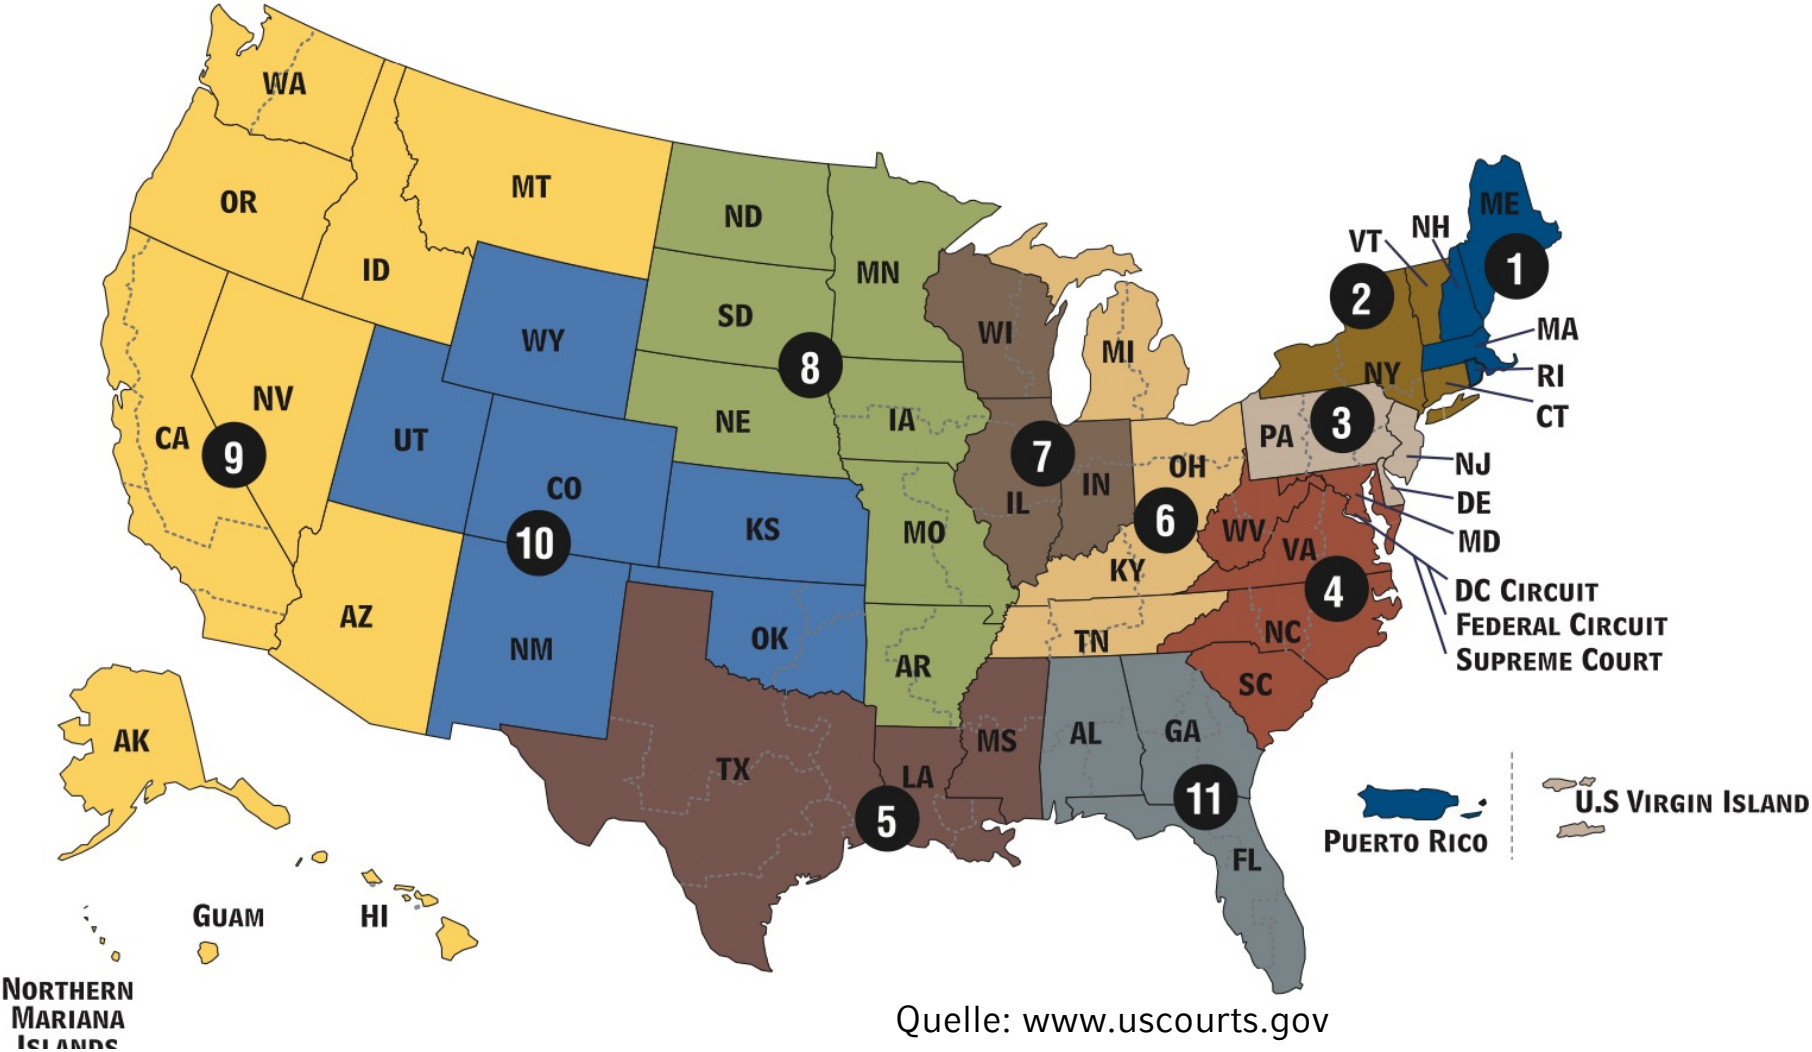 WA
OR
MT
ID
ND
MN
SD
WY
NV
CA
9
UT
CO
10
NE
8
IA
KS
MO
WI
MI
7
IL
IN
OH
6
KY
ME
NH
VT
1
2
MA
NY
RI
CT
3
PA
NJ
DE
MD
WV
VA
4
DC CIRCUIT
FEDERAL CIRCUIT
SUPREME COURT
NC
TN
SC
AZ
NM
OK
AR
TX
LA
5
MS
AL
GA
11
FL
AK
GUAM
HI
NORTHERN
MARIANA
ISLANDS
PUERTO RICO
U.S VIRGIN ISLAND
Quelle: www.uscourts.gov